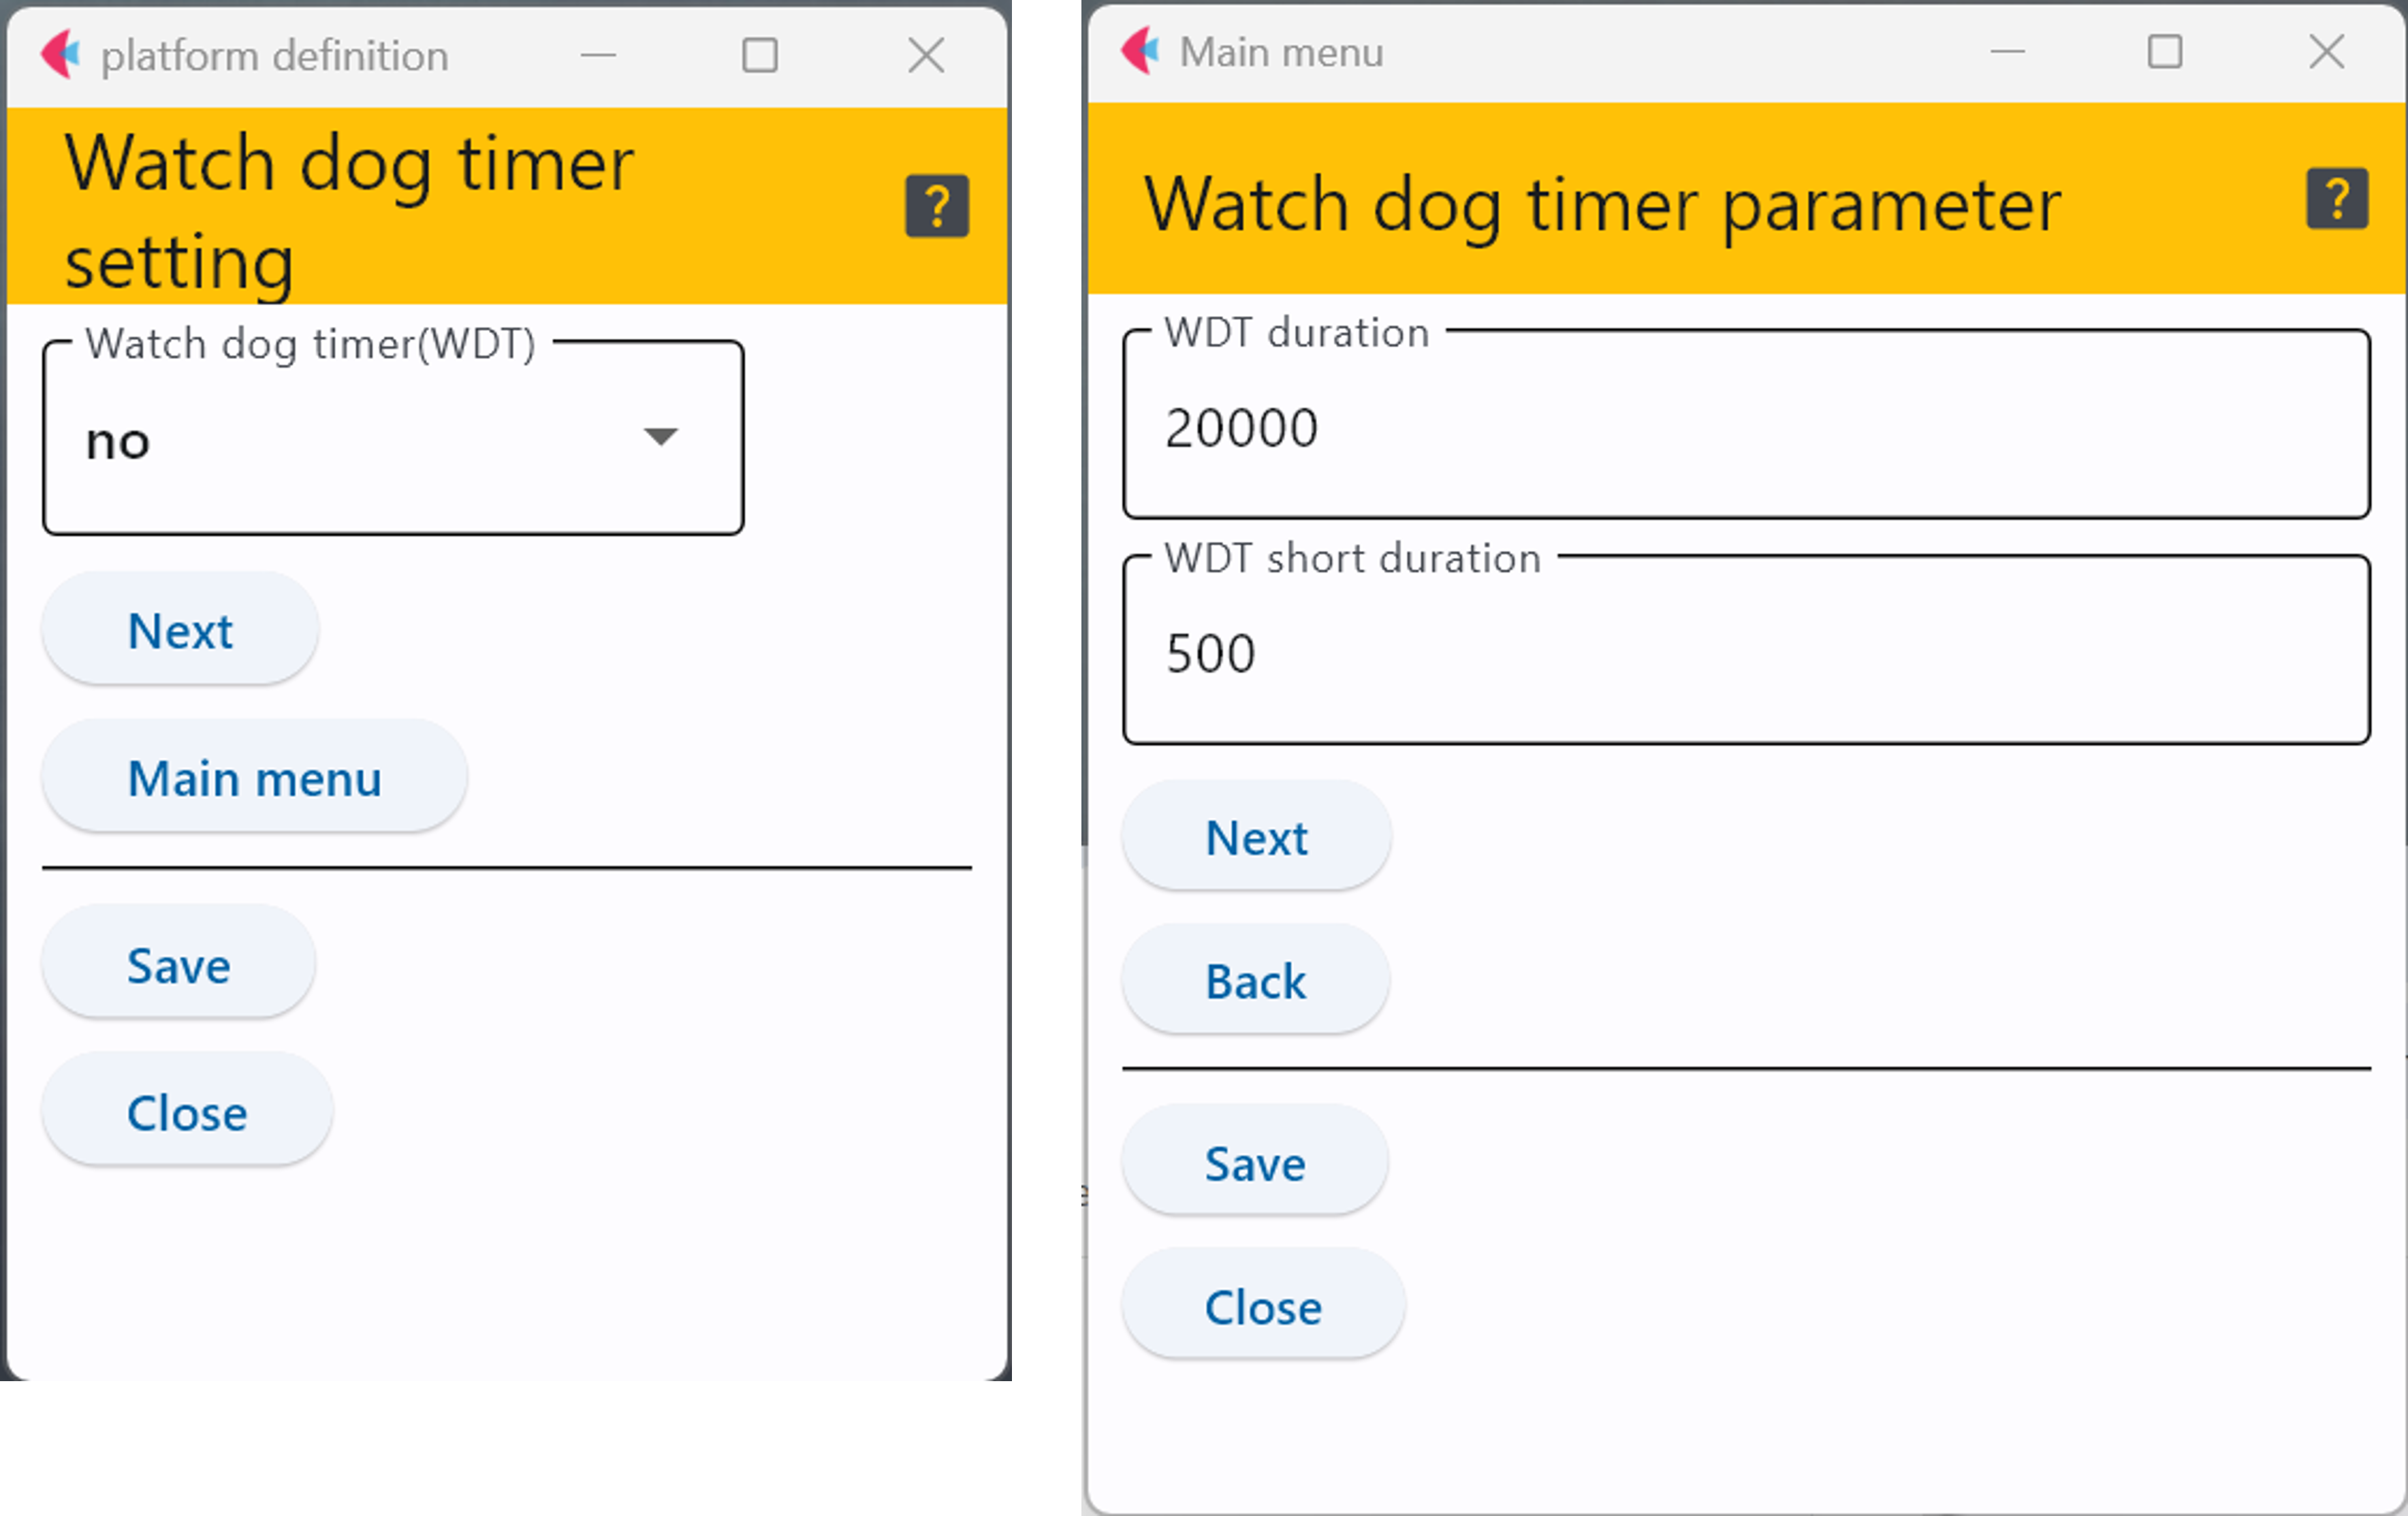 platform definition
Watch dog timer
setting
?
Watch dog timer(WDT)
no
Next
Main menu
Save
Close
Main menu
Watch dog timer parameter
?
WDT duration
20000
WDT short duration
500
Next
Back
Save
Close